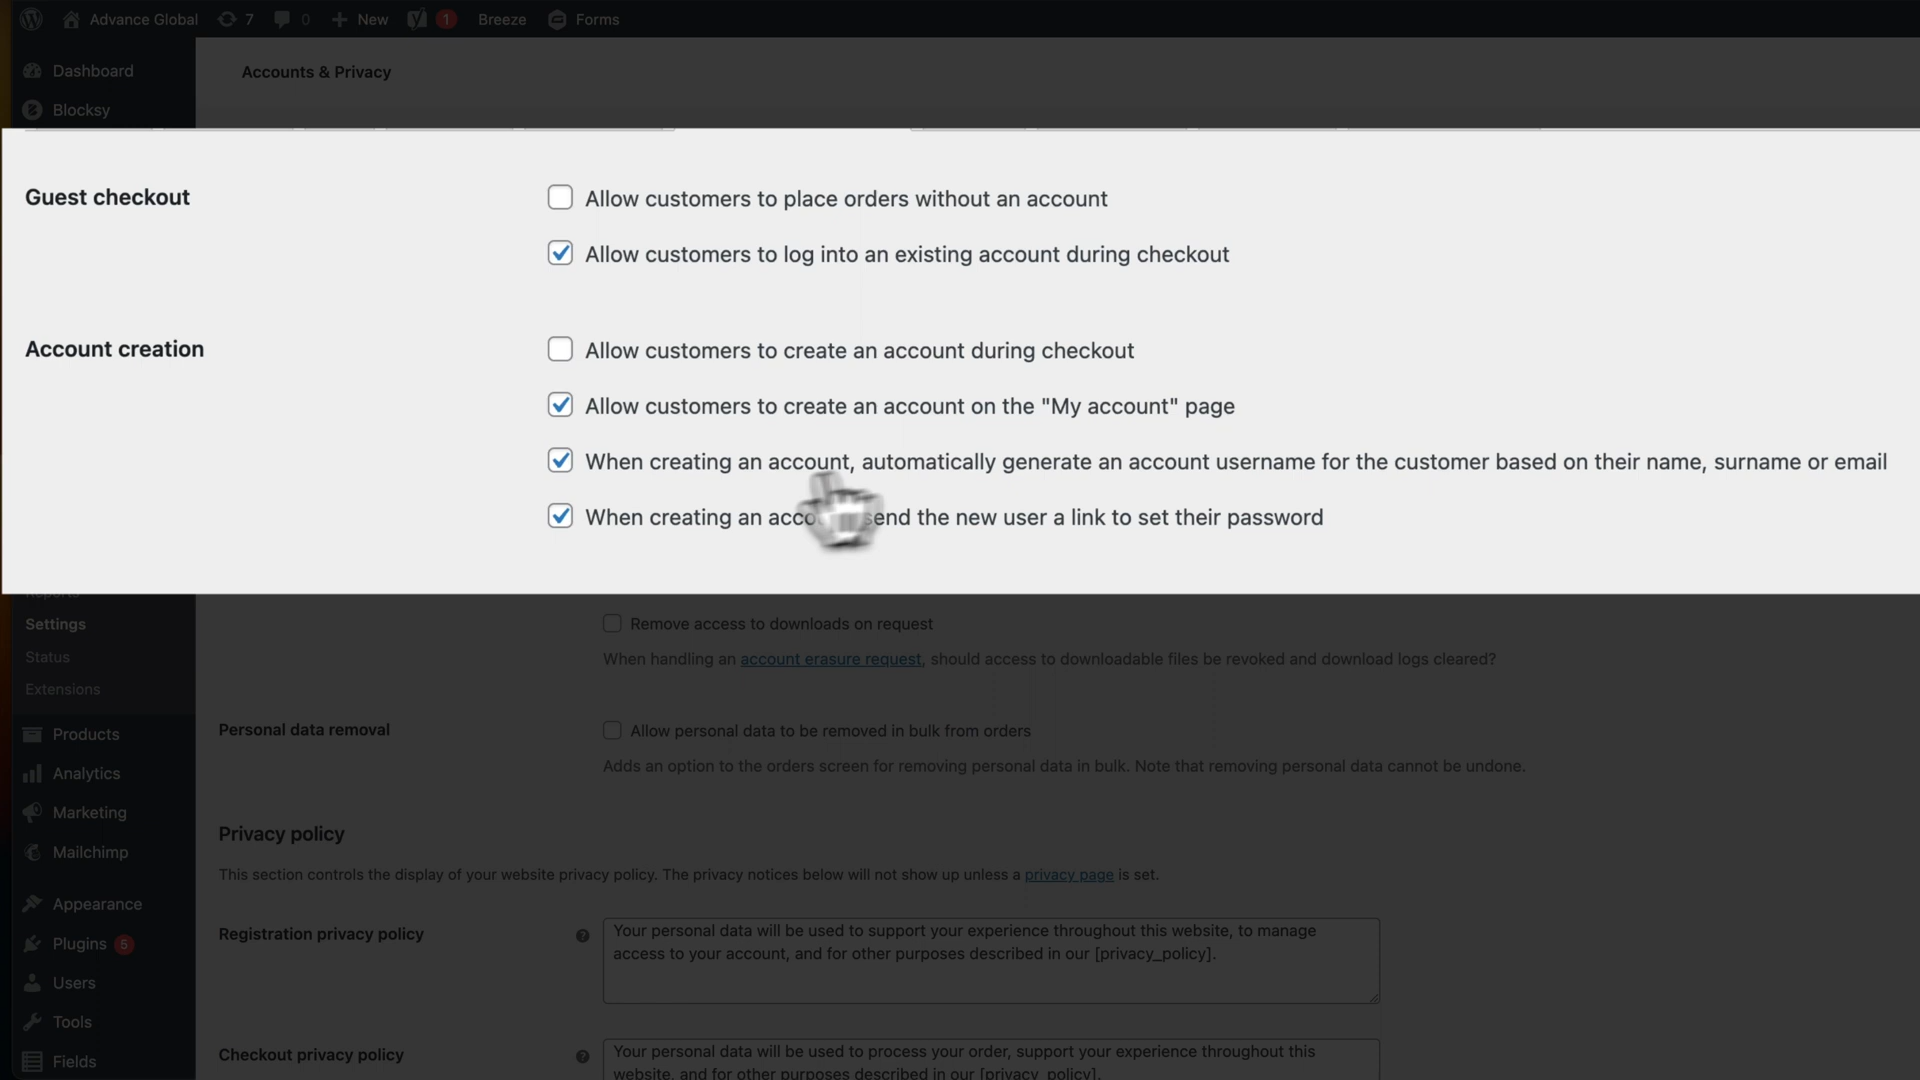 Advance Global 7 0 New 1 Breeze Forms
Dashboard
Accounts & Privacy
Blocksy
Guest checkout
Allow customers to place orders without an account
Allow customers to log into an existing account during checkout
Account creation
Allow customers to create an account during checkout
Allow customers to create an account on the "My account" page
When creating an account, automatically generate an account username for the customer based on their name, surname or email
When creating an send the new user a link to set their password
Reports
Settings
Status
Extensions
Products
Analytics
Marketing
Mailchimp
Appearance
Plugins 5
Users
Tools
Fields
Remove access to downloads on request
When handling an account erasure request, should access to downloadable files be revoked and download logs cleared?
Personal data removal
Allow personal data to be removed in bulk from orders
Adds an option to the orders screen for removing personal data in bulk. Note that removing personal data cannot be undone.
Privacy policy
This section controls the display of your website privacy policy. The privacy notices below will not show up unless a privacy page is set.
Registration privacy policy
Your personal data will be used to support your experience throughout this website, to manage
access to your account, and for other purposes described in our [privacy_policy].
Checkout privacy policy
Your personal data will be used to process your order, support your experience throughout this
website, and for other purposes described in our [privacy_policy].